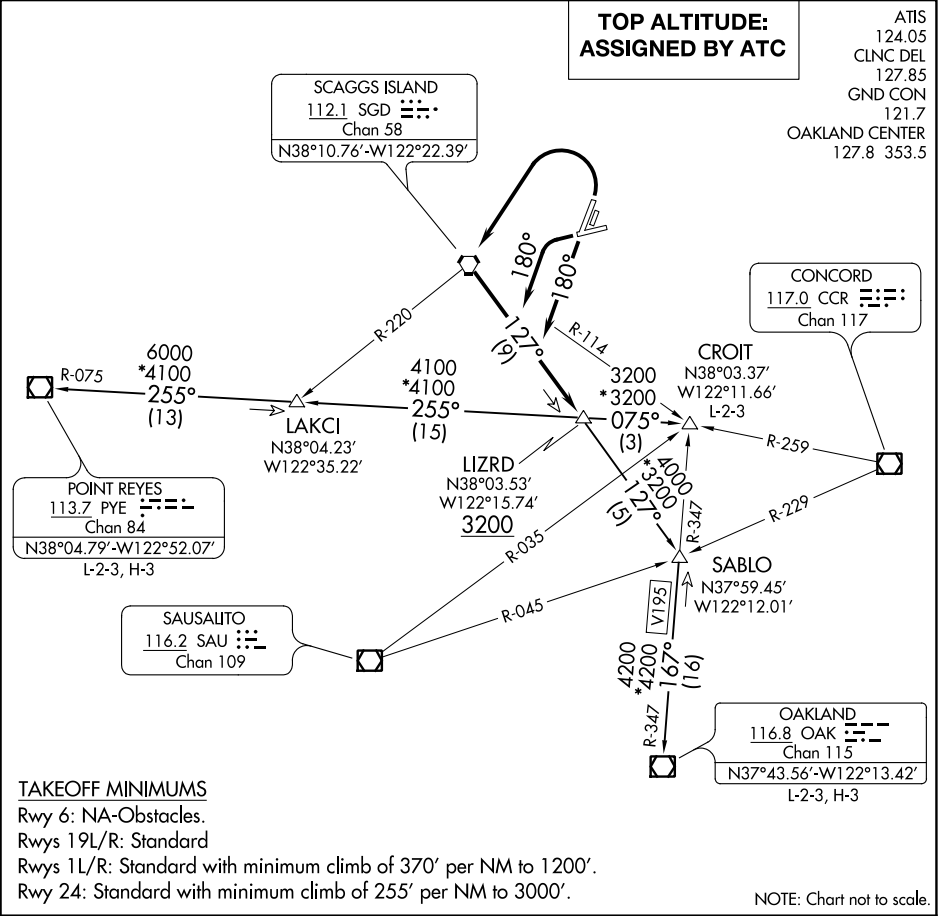 TOP ALTITUDE:
ASSIGNED BY ATC
ATIS
124.05
CLNC DEL
127.85
GND CON
121.7
OAKLAND CENTER
127.8 353.5
SCAGGS ISLAND
112.1 SGD
Chan 58
N38°10.76'-W122°22.39'
180°
180°
CONCORD
117.0 CCR
Chan 117
R-220
127°
(9)
R-114
CROIT
N38°03.37'
W122°11.66'
L-2-3
R-075
6000
*4100
255°
(13)
4100
*4100
255°
(15)
3200
*3200
075°
(3)
LAKCI
N38°04.23'
W122°35.22'
R-259
LIZRD
N38°03.53'
W122°15.74'
3200
4000
*3200
127°
(5)
R-347
R-229
POINT REYES
113.7 PYE
Chan 84
N38°04.79'-W122°52.07'
L-2-3, H-3
R-035
SABLO
N37°59.45'
W122°12.01'
R-045
V195
SAUSALITO
116.2 SAU
Chan 109
4200
*4200
167°
(16)
R-347
OAKLAND
116.8 OAK
Chan 115
N37°43.56'-W122°13.42'
L-2-3, H-3
TAKEOFF MINIMUMS
Rwy 6: NA-Obstacles.
Rwys 19L/R: Standard
Rwys 1L/R: Standard with minimum climb of 370' per NM to 1200'.
Rwy 24: Standard with minimum climb of 255' per NM to 3000'.
NOTE: Chart not to scale.